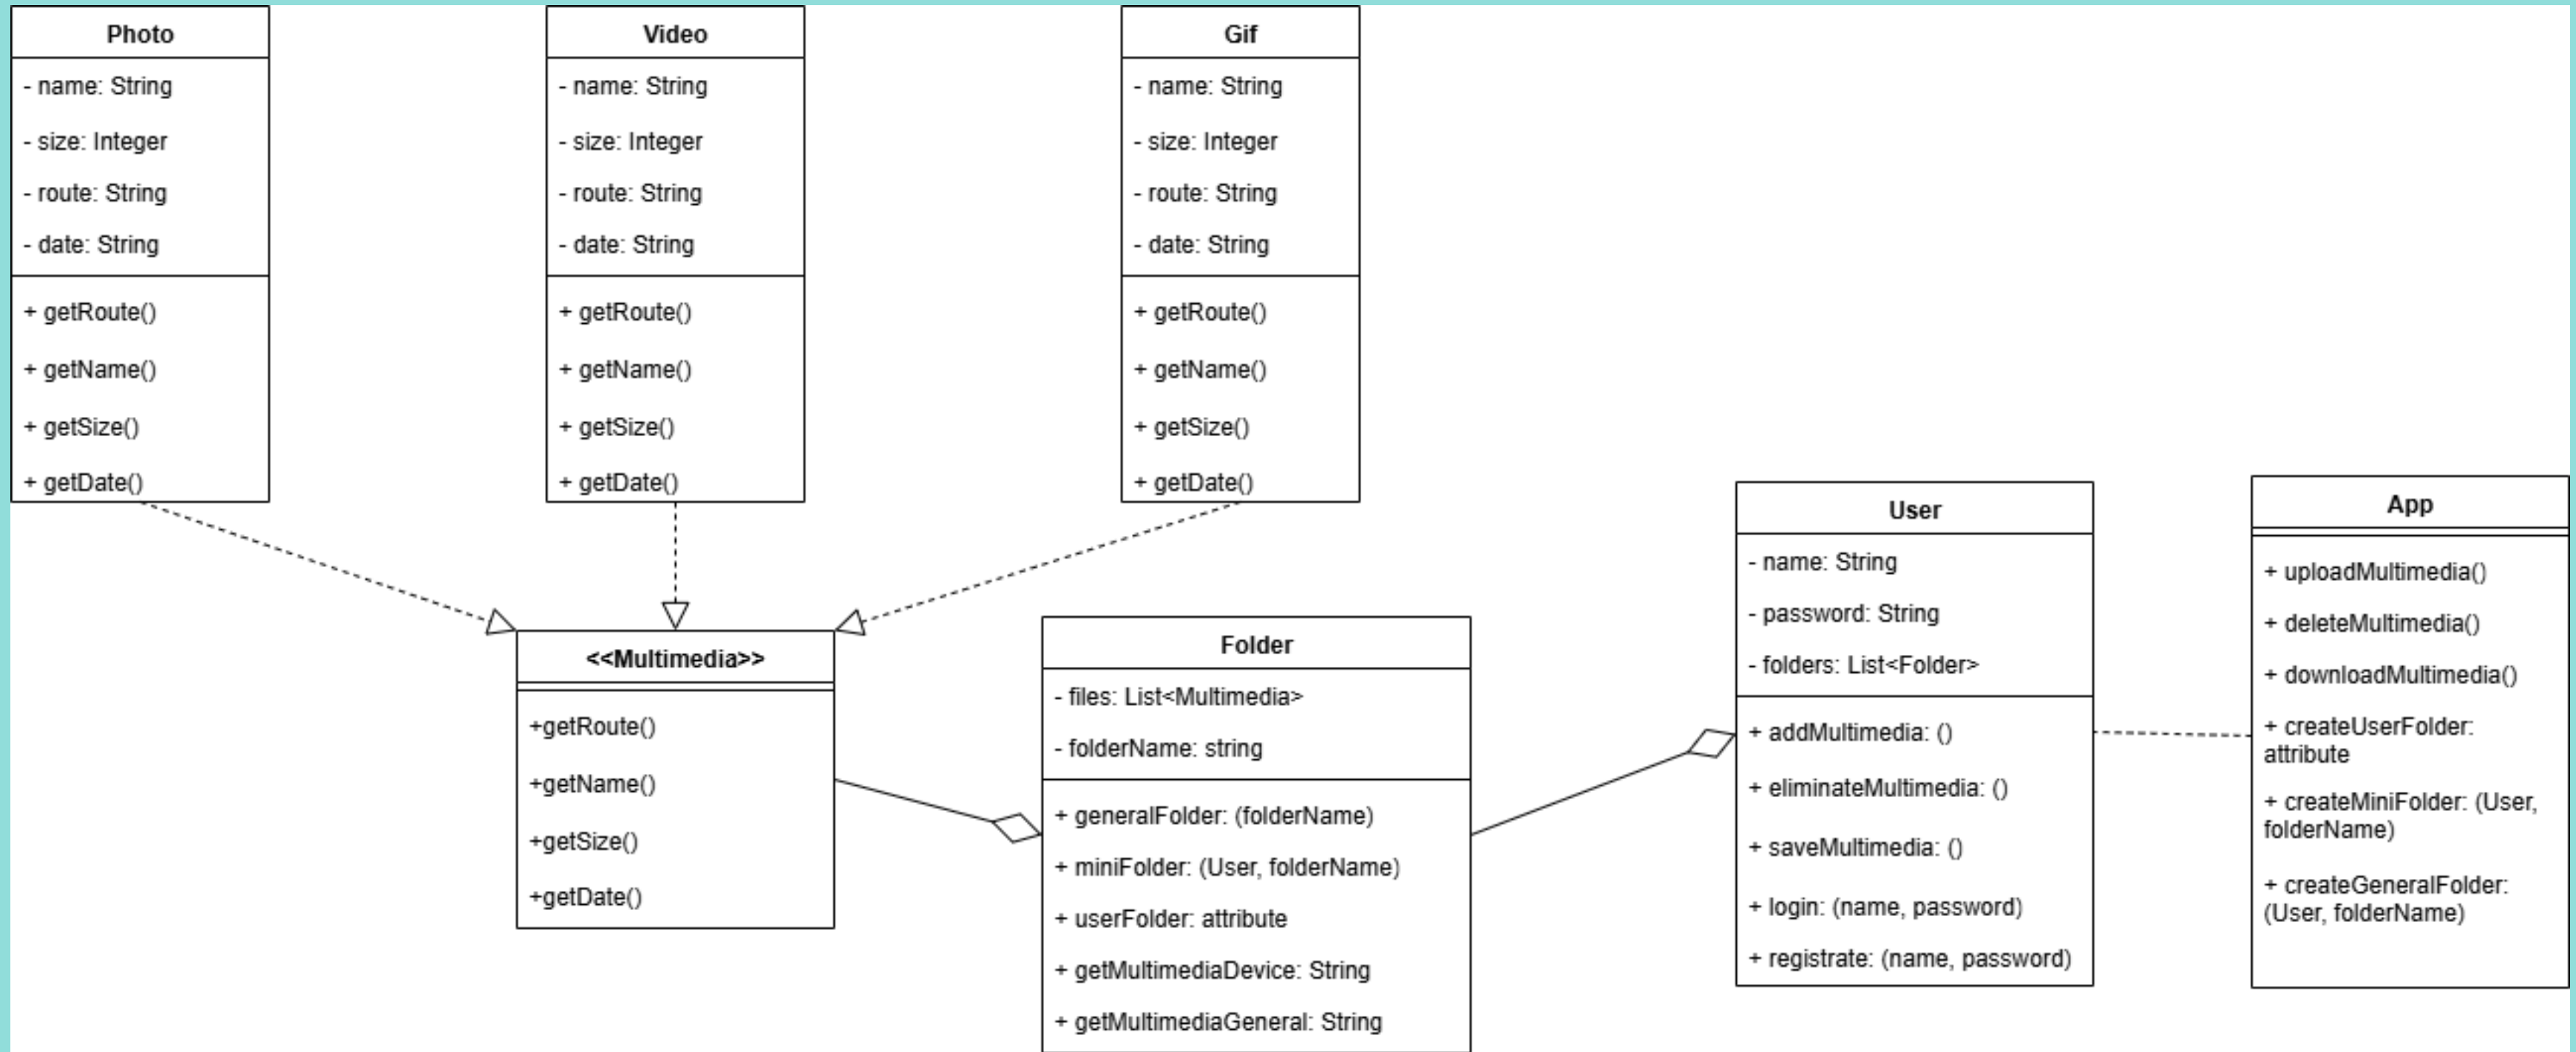 Photo
- name: String
- size: Integer
- route: String
- date: String
+ getRoute()
+ getName()
+ getSize()
+ getDate()
Video
- name: String
- size: Integer
- route: String
- date: String
+ getRoute()
+ getName()
+ getSize()
+ getDate()
Gif
- name: String
- size: Integer
- route: String
- date: String
+ getRoute()
+ getName()
+ getSize()
+ getDate()
<<Multimedia>>
+getRoute()
+getName()
+getSize()
+getDate()
Folder
- files: List<Multimedia>
- folderName: string
+ generalFolder: (folderName)
+ miniFolder: (User, folderName)
+ userFolder: attribute
+ getMultimediaDevice: String
+ getMultimediaGeneral: String
User
- name: String
- password: String
- folders: List<Folder>
+ addMultimedia: ()
+ eliminateMultimedia: ()
+ saveMultimedia: ()
+ login: (name, password)
+ registrate: (name, password)
App
+ uploadMultimedia()
+ deleteMultimedia()
+ downloadMultimedia()
+ createUserFolder:
attribute
+ createMiniFolder: (User,
folderName)
+ createGeneralFolder:
(User, folderName)